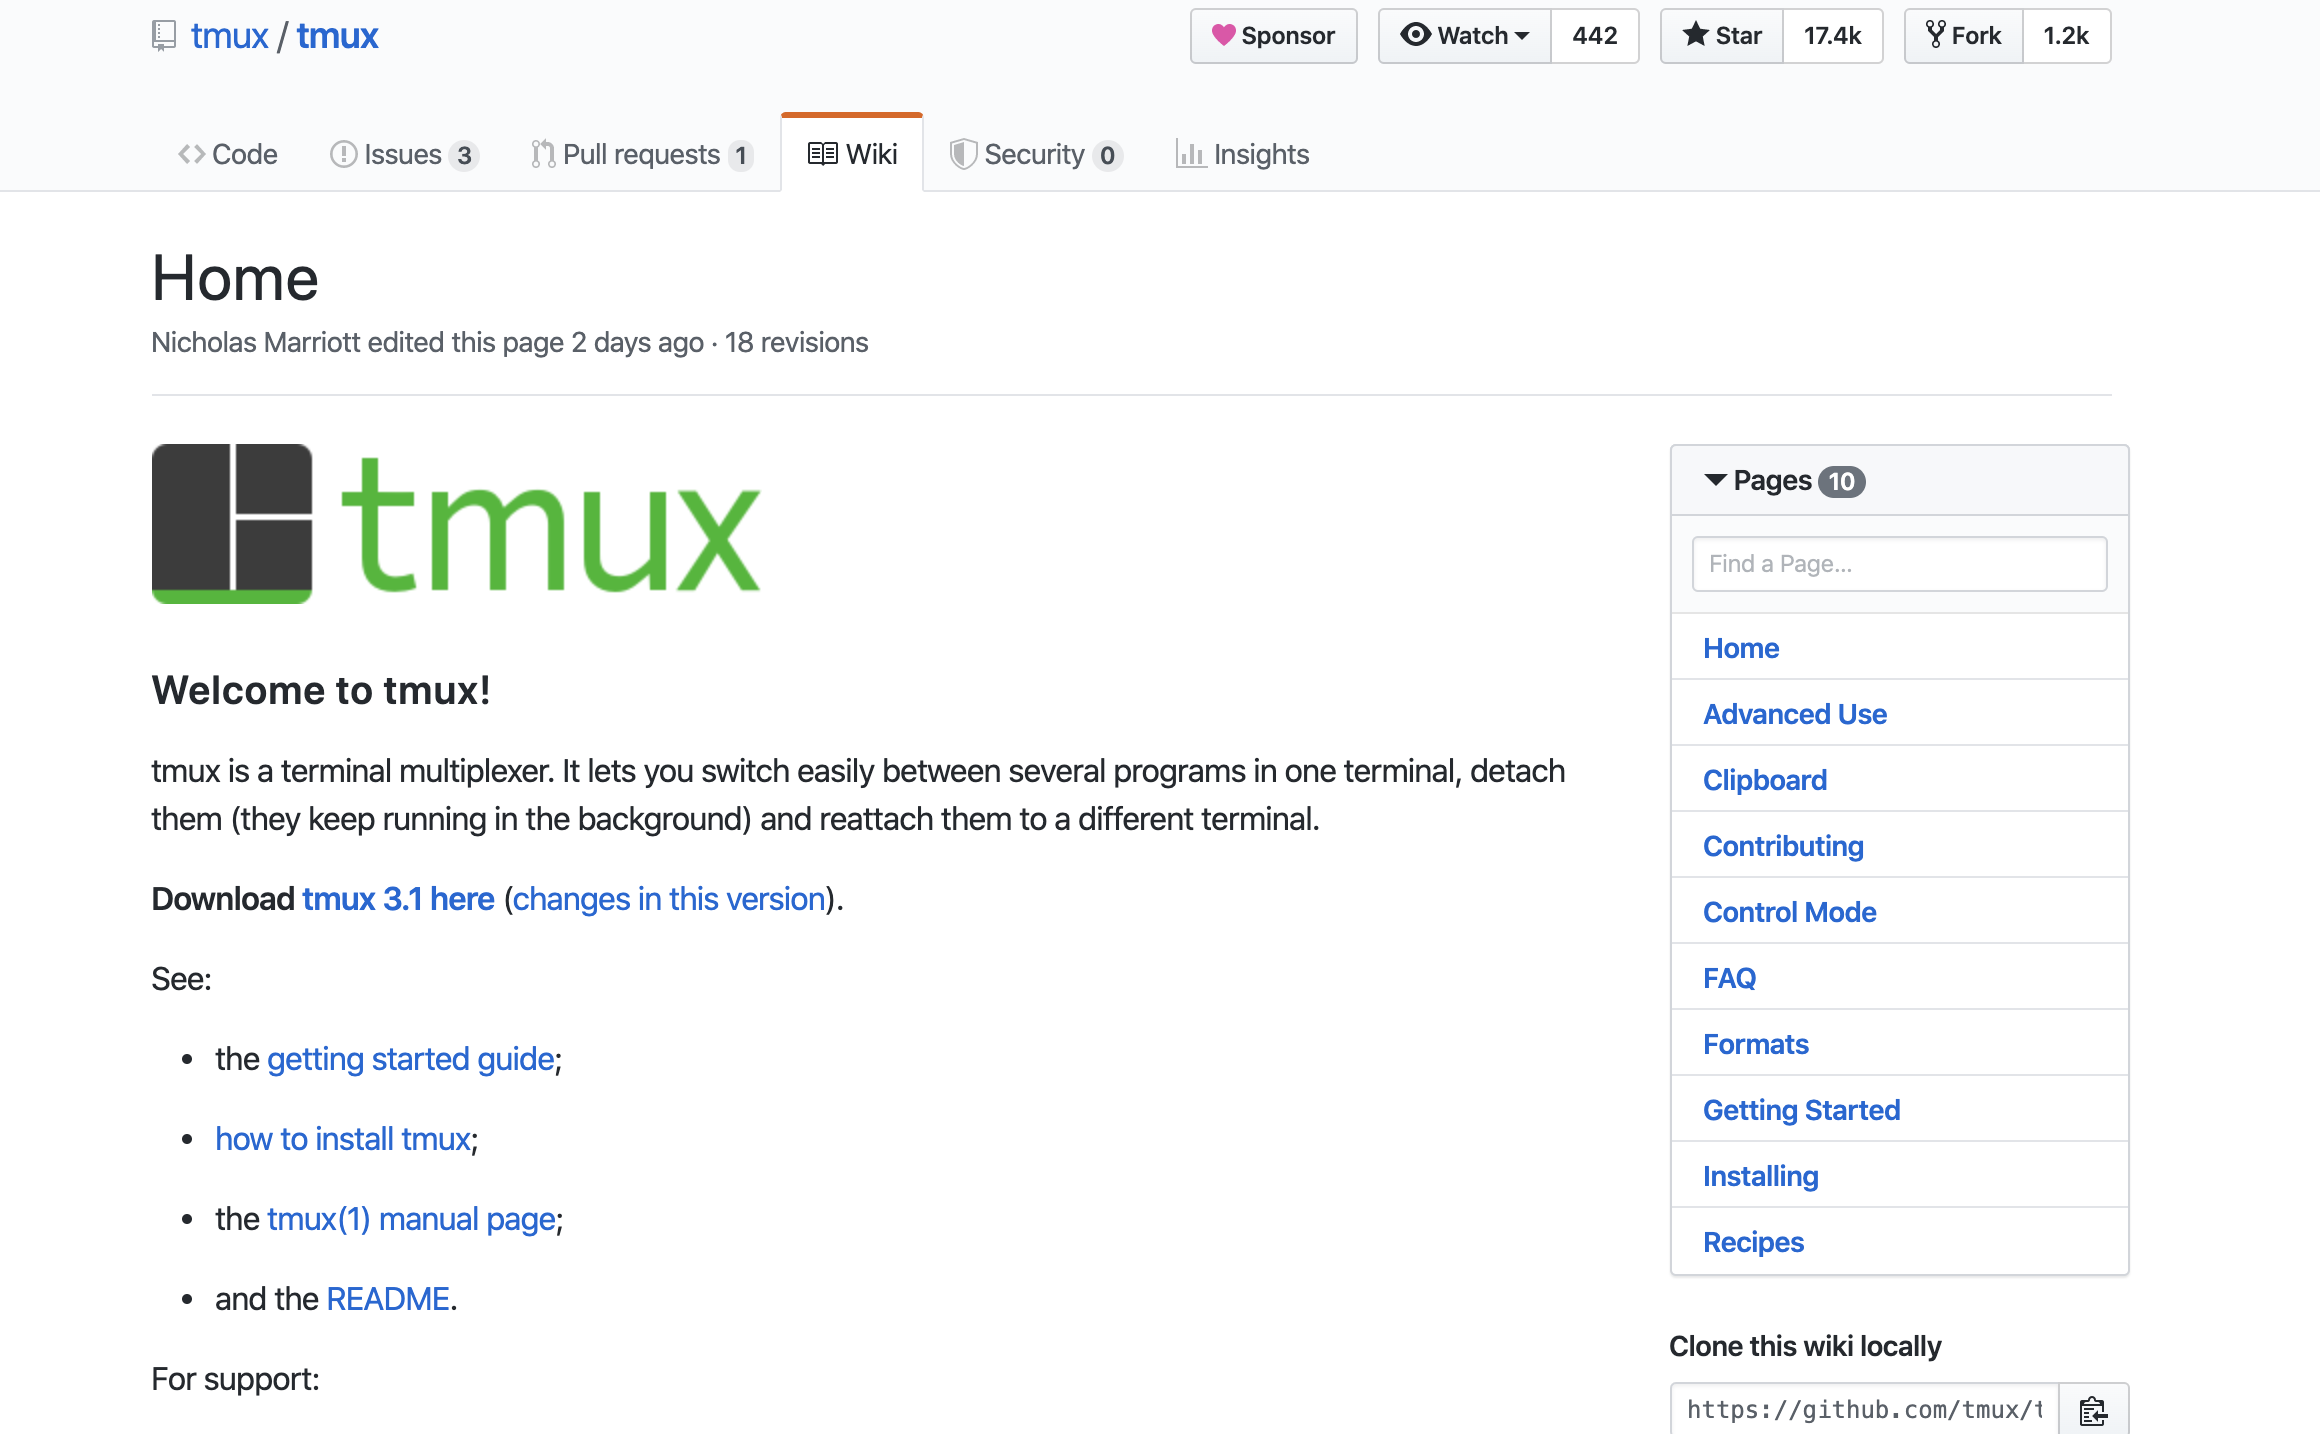 tmux / tmux
Sponsor
Watch 442
Star 17.4k
Fork 1.2k
Code
Issues 3
Pull requests 1
Wiki
Security 0
Insights
Home
Nicholas Marriott edited this page 2 days ago · 18 revisions
tmux
Welcome to tmux!
tmux is a terminal multiplexer. It lets you switch easily between several programs in one terminal, detach
them (they keep running in the background) and reattach them to a different terminal.
Download tmux 3.1 here (changes in this version).
See:
• the getting started guide;
• how to install tmux;
• the tmux(1) manual page;
• and the README.
For support:
Pages 10
Find a Page...
Home
Advanced Use
Clipboard
Contributing
Control Mode
FAQ
Formats
Getting Started
Installing
Recipes
Clone this wiki locally
https://github.com/tmux/t